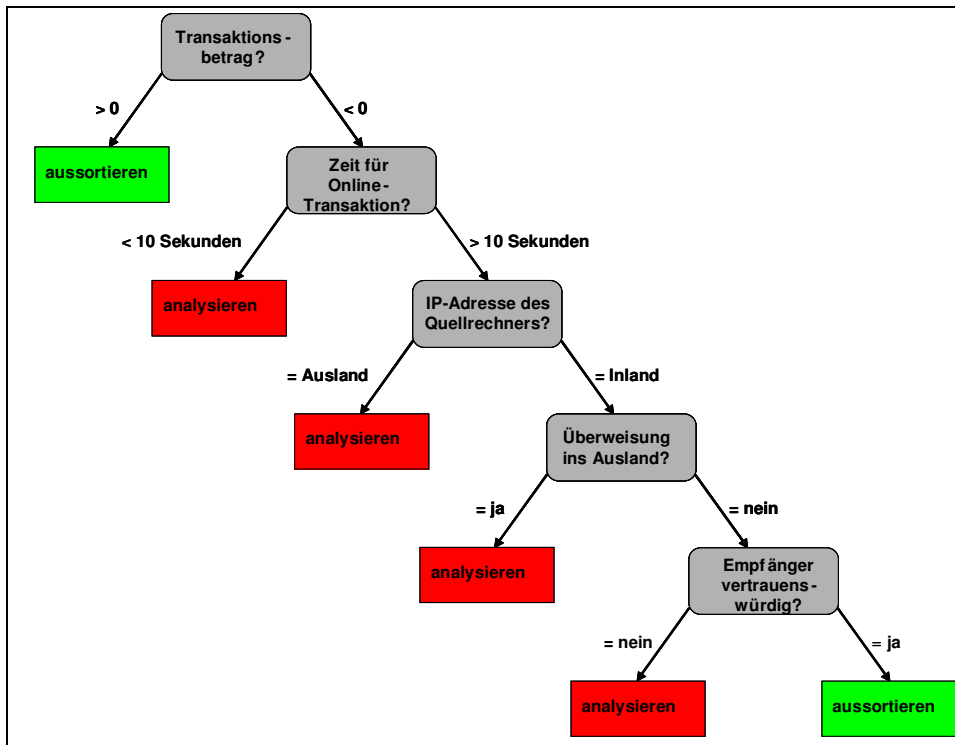 Transaktions -
betrag?
> 0
< 0
aussortieren
Zeit für
Online -
Transaktion?
< 10 Sekunden
> 10 Sekunden
analysieren
IP-Adresse des
Quellrechners?
= Ausland
= Inland
analysieren
Überweisung
ins Ausland?
= ja
= nein
analysieren
Empfänger
vertrauens -
würdig?
= nein
= ja
analysieren
aussortieren